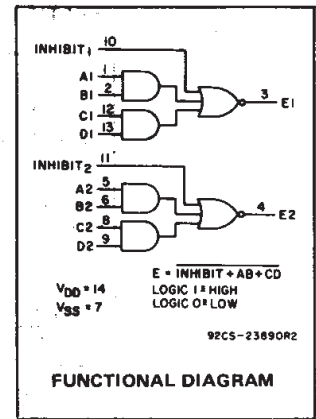 INHIBIT1 10
A1 1
B1 2
C1 12
D1 13
3 E1
INHIBIT2 11
A2 5
B2 6
C2 8
D2 9
4 E2
E = INHIBIT + AB + CD
VDD = 14
LOGIC 1 = HIGH
VSS = 7
LOGIC 0 = LOW
92CS-23690R2
FUNCTIONAL DIAGRAM